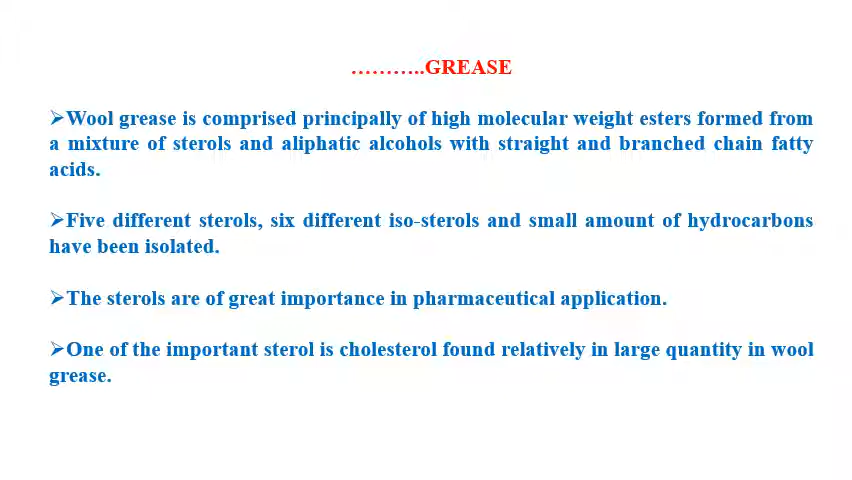 ………..GREASE
➢Wool grease is comprised principally of high molecular weight esters formed from
a mixture of sterols and aliphatic alcohols with straight and branched chain fatty
acids.
➢Five different sterols, six different iso-sterols and small amount of hydrocarbons
have been isolated.
➢The sterols are of great importance in pharmaceutical application.
➢One of the important sterol is cholesterol found relatively in large quantity in wool
grease.